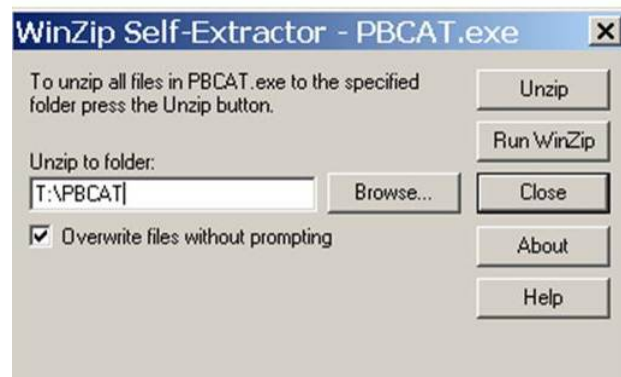 WinZip Self-Extractor - PBCAT.exe
To unzip all files in PBCAT.exe to the specified
folder press the Unzip button.
Unzip to folder:
T:\PBCAT
Browse...
Overwrite files without prompting
Unzip
Run WinZip
Close
About
Help